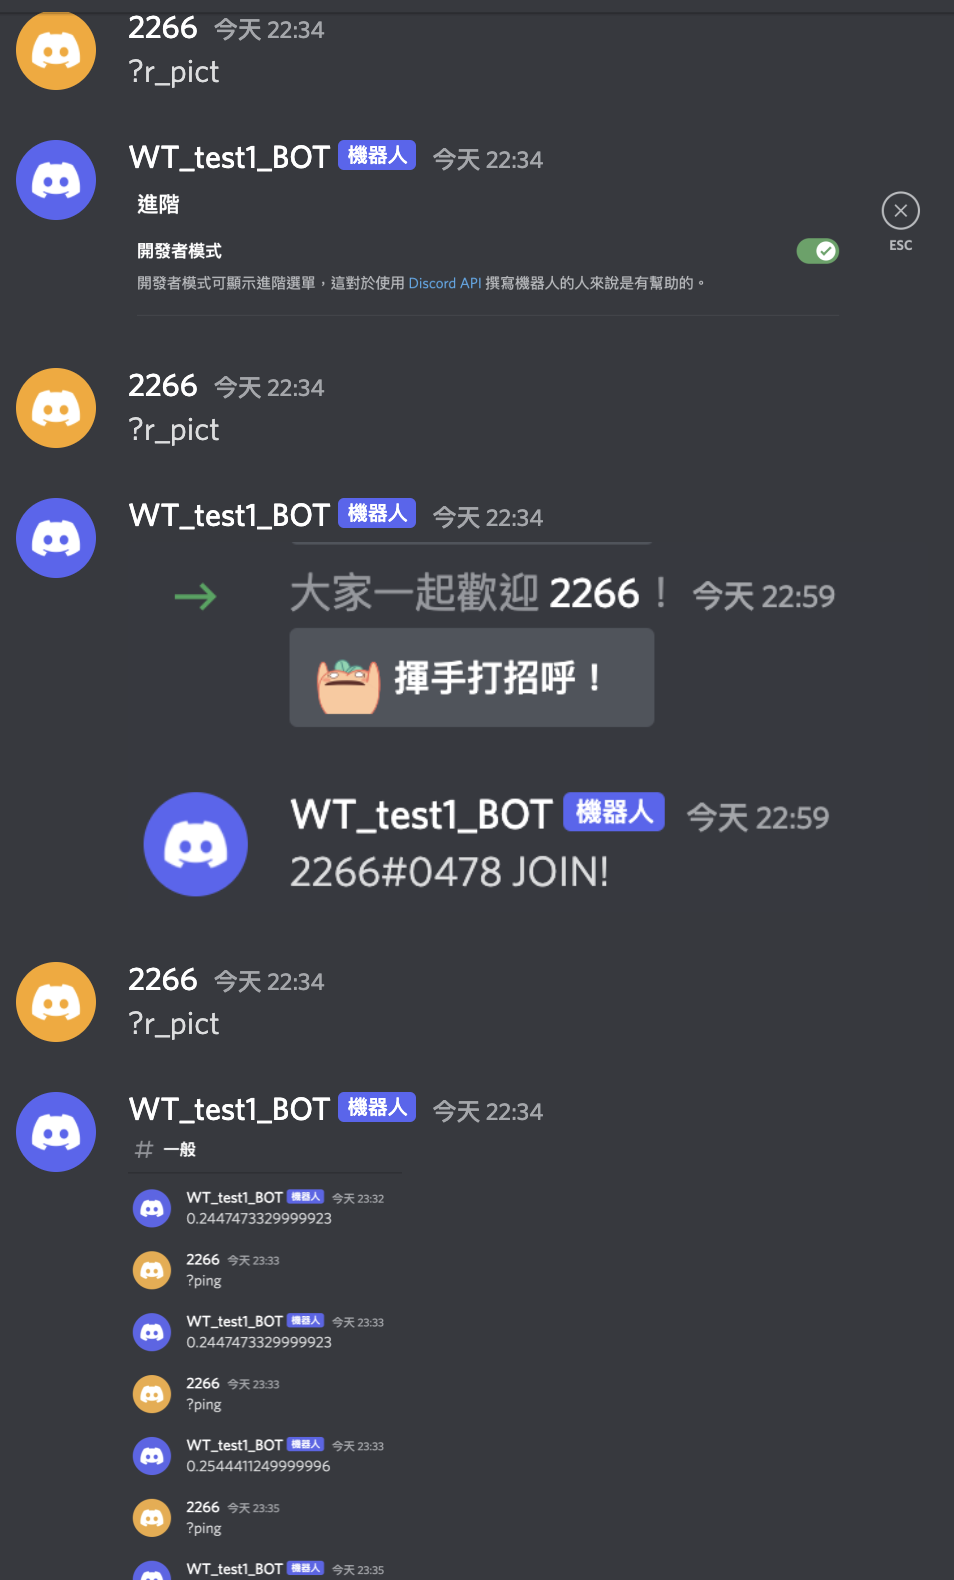 2266 今天 22:34
?r_pict
WT_test1_BOT 機器人 今天 22:34
進階
開發者模式
開發者模式可顯示進階選單，這對於使用 Discord API 撰寫機器人的人來說是有幫助的。
ESC
2266 今天 22:34
?r_pict
WT_test1_BOT 機器人 今天 22:34
大家一起歡迎 2266！ 今天 22:59
揮手打招呼！
WT_test1_BOT 機器人 今天 22:59
2266#0478 JOIN!
2266 今天 22:34
?r_pict
WT_test1_BOT 機器人 今天 22:34
# 一般
WT_test1_BOT 機器人 今天 23:32
0.2447473329999923
2266 今天 23:33
?ping
WT_test1_BOT 機器人 今天 23:33
0.2447473329999923
2266 今天 23:33
?ping
WT_test1_BOT 機器人 今天 23:33
0.2544411249999996
2266 今天 23:35
?ping
WT_test1_BOT 機器人 今天 23:35